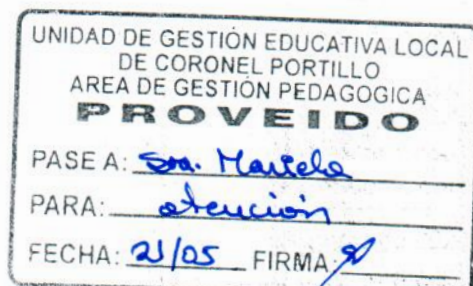 UNIDAD DE GESTIÓN EDUCATIVA LOCAL
DE CORONEL PORTILLO
AREA DE GESTIÓN PEDAGOGICA
PROVEIDO
PASE A: Sra. Mariela
PARA: atención
FECHA: 21/05 FIRMA: